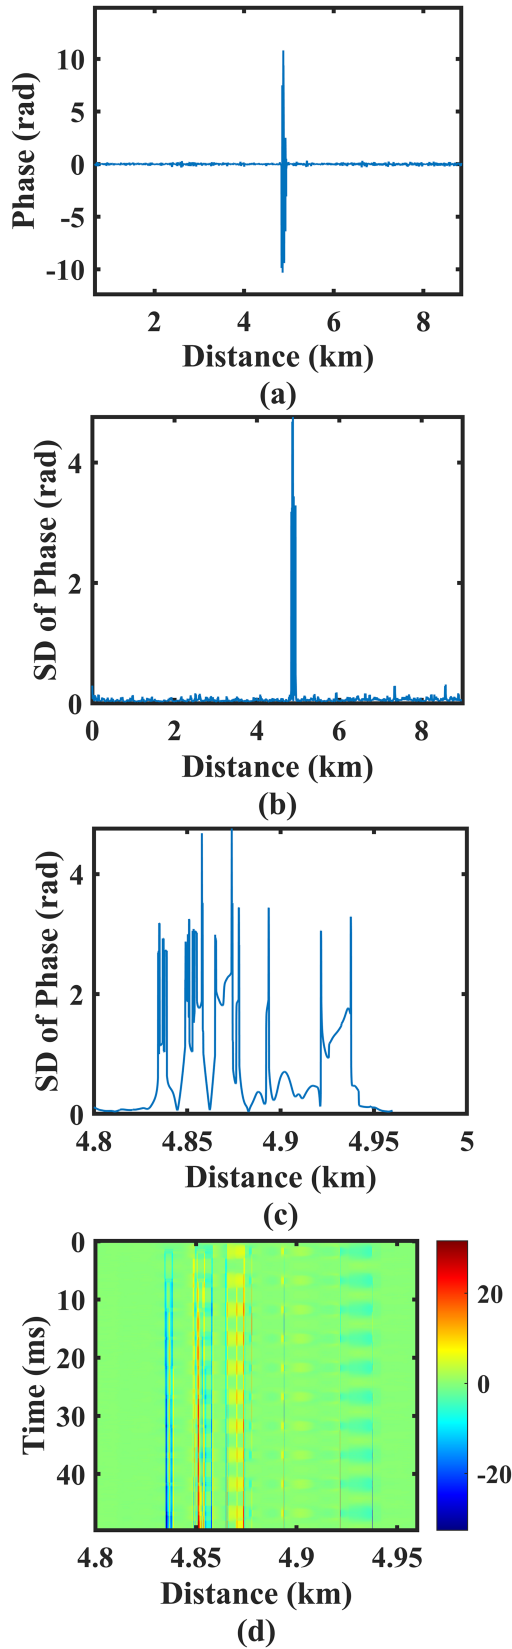 10
5
0
-5
-10
Phase (rad)
2 4 6 8
Distance (km)
(a)
4
2
0
SD of Phase (rad)
0 2 4 6 8
Distance (km)
(b)
4
2
0
SD of Phase (rad)
4.8 4.85 4.9 4.95 5
Distance (km)
(c)
0
10
20
30
40
Time (ms)
20
0
-20
4.8 4.85 4.9 4.95
Distance (km)
(d)